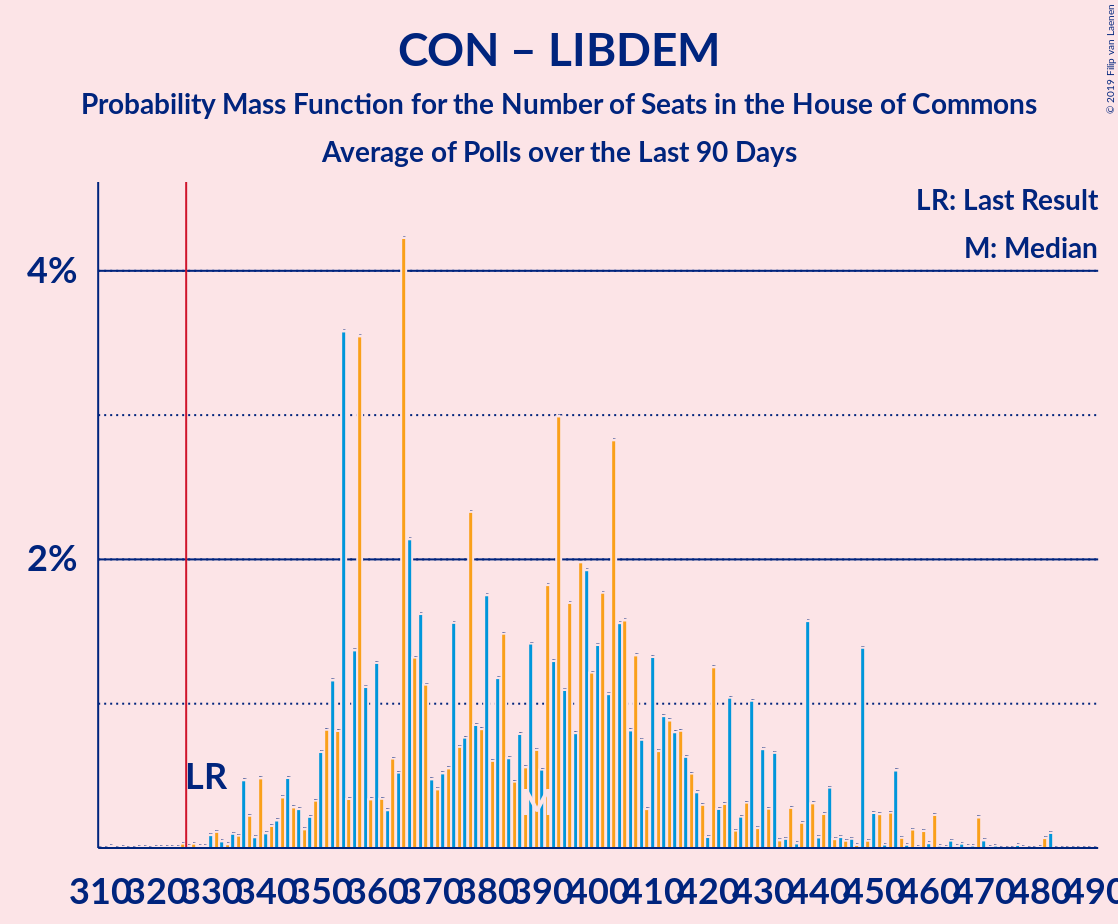 CON – LIBDEM
Probability Mass Function for the Number of Seats in the House of Commons
Average of Polls over the Last 90 Days
© 2019 Filip van Laenen
LR: Last Result
M: Median
4%
2%
LR
M
310 320 330 340 350 360 370 380 390 400 410 420 430 440 450 460 470 480 490